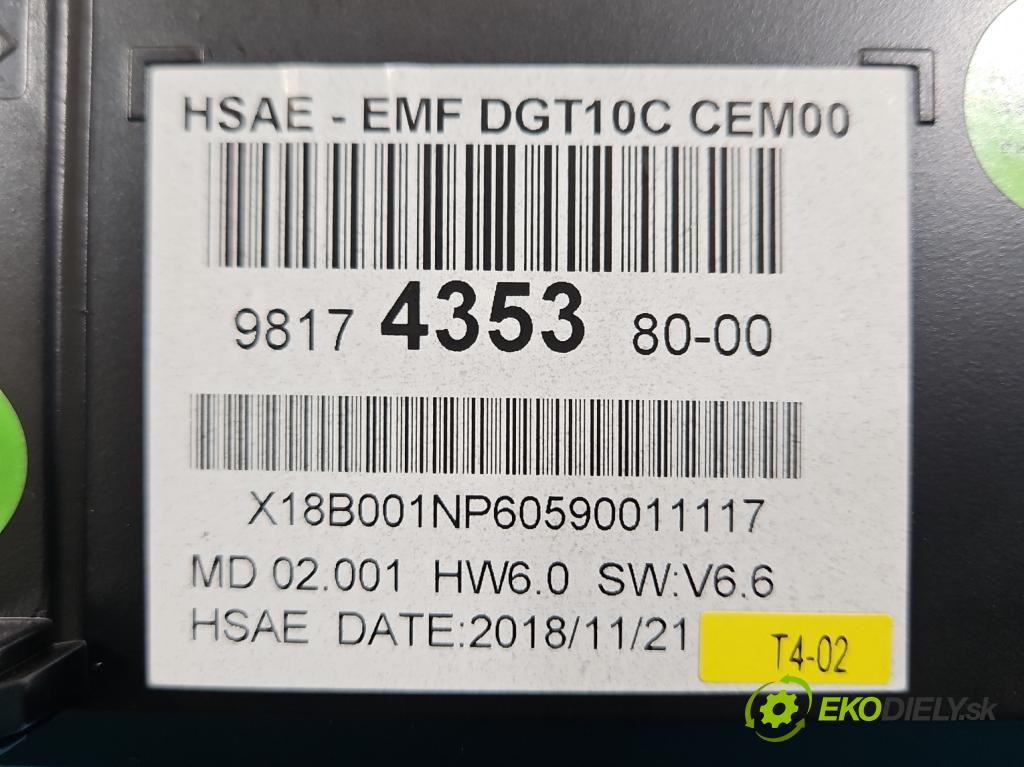 HSAE - EMF DGT10C CEM00
9817 4353 80-00
X18B001NP60590011117
MD 02.001 HW6.0 SW:V6.6
HSAE DATE:2018/11/21
T4-02
EKODIELY.sk